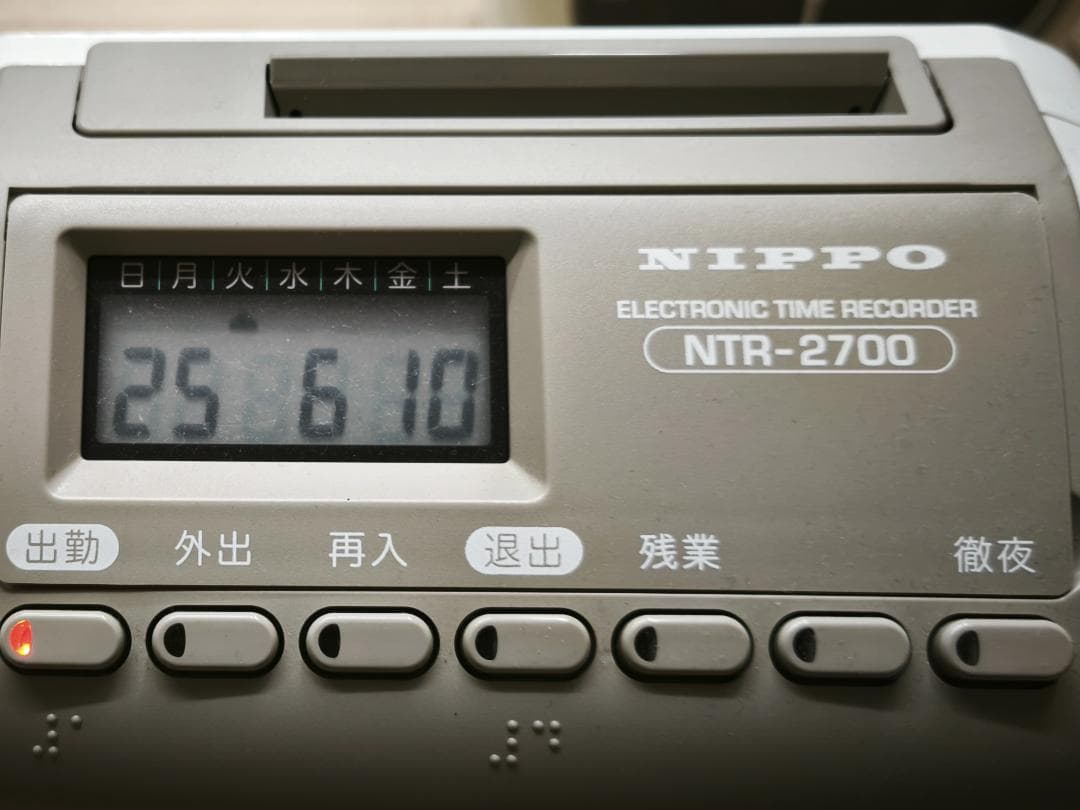 日 月 火 水 木 金 土
25 6 10
NIPPO
ELECTRONIC TIME RECORDER
NTR-2700
出勤 外出 再入 退出 残業 徹夜